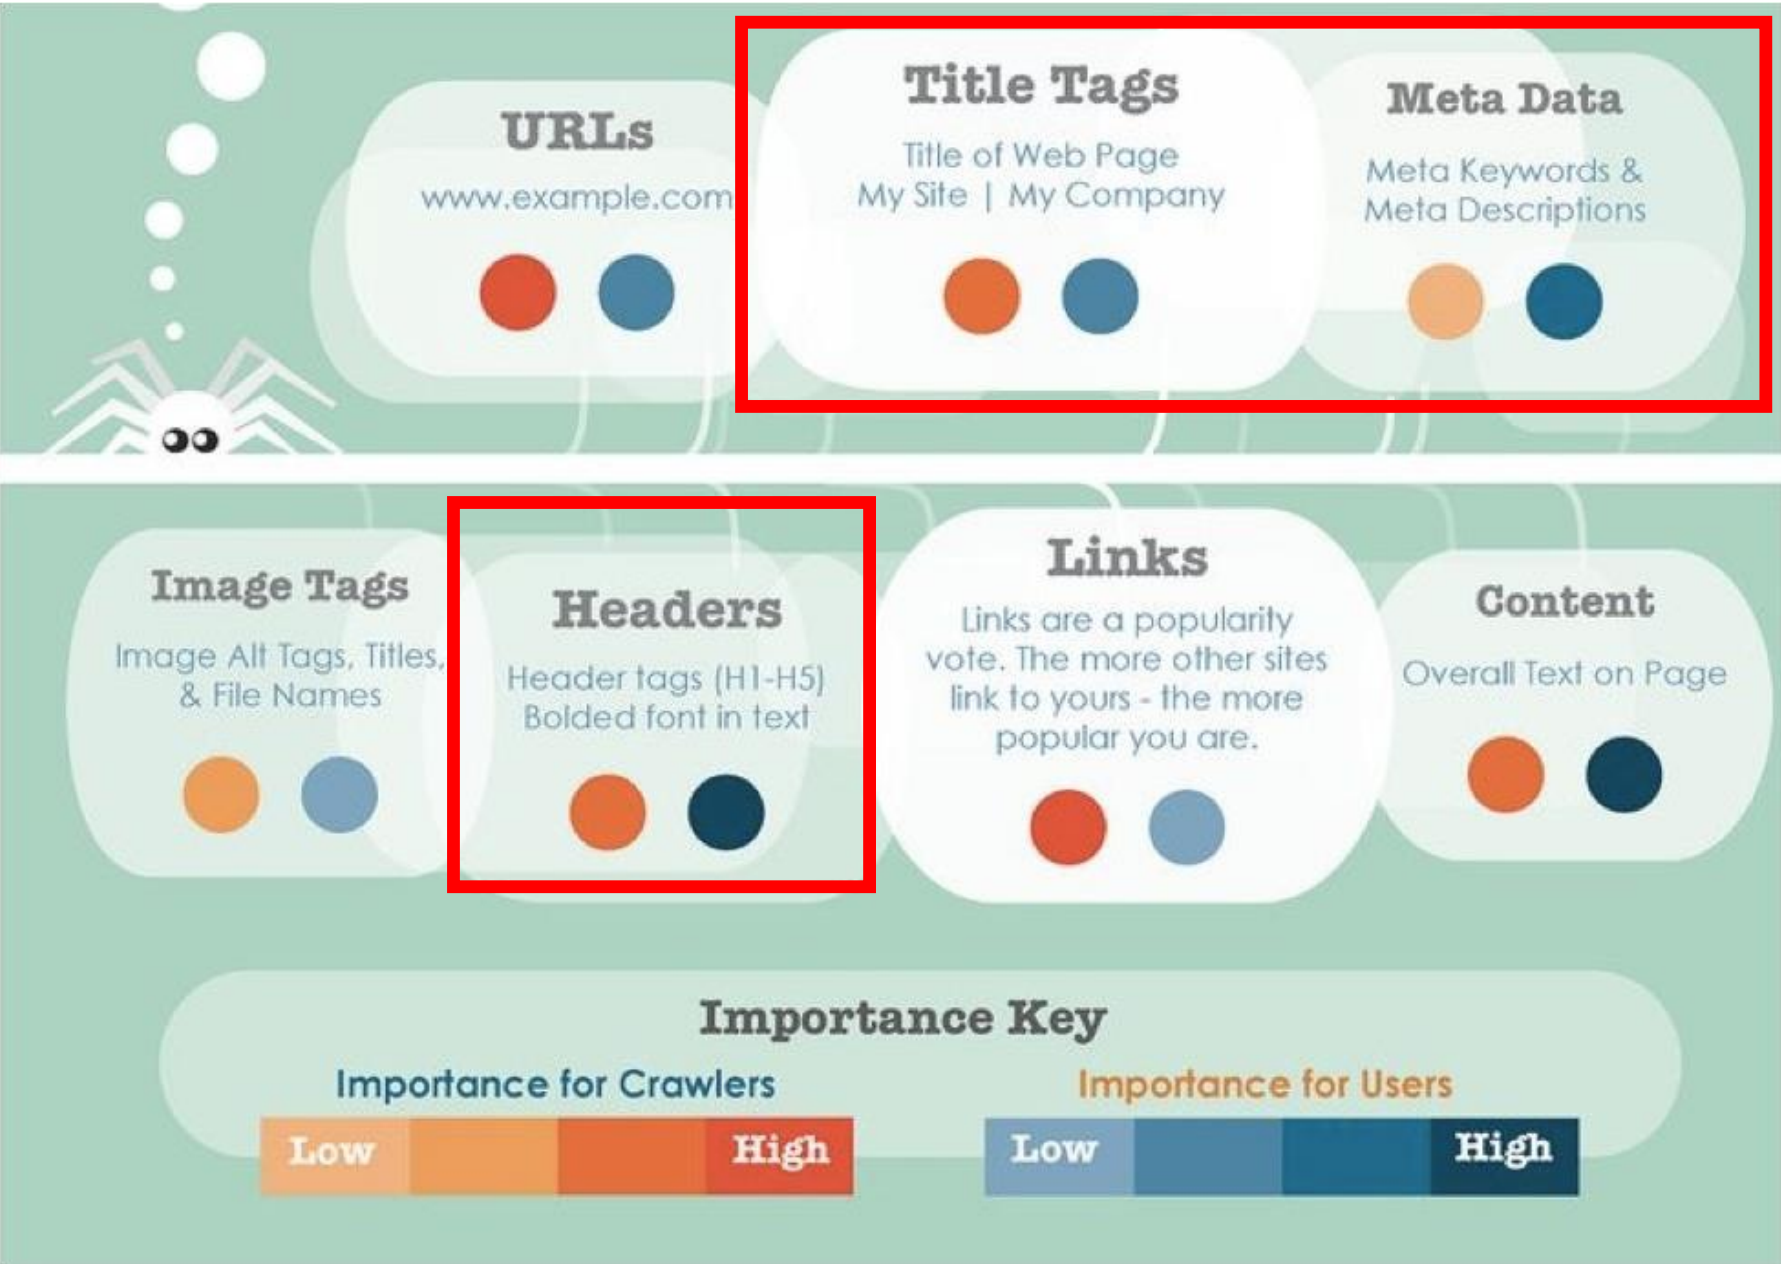 URLs
www.example.com
Title Tags
Title of Web Page
My Site | My Company
Meta Data
Meta Keywords &
Meta Descriptions
Image Tags
Image Alt Tags, Titles,
& File Names
Headers
Header tags (H1-H5)
Bolded font in text
Links
Links are a popularity
vote. The more other sites
link to yours - the more
popular you are.
Content
Overall Text on Page
Importance Key
Importance for Crawlers
Low High
Importance for Users
Low High